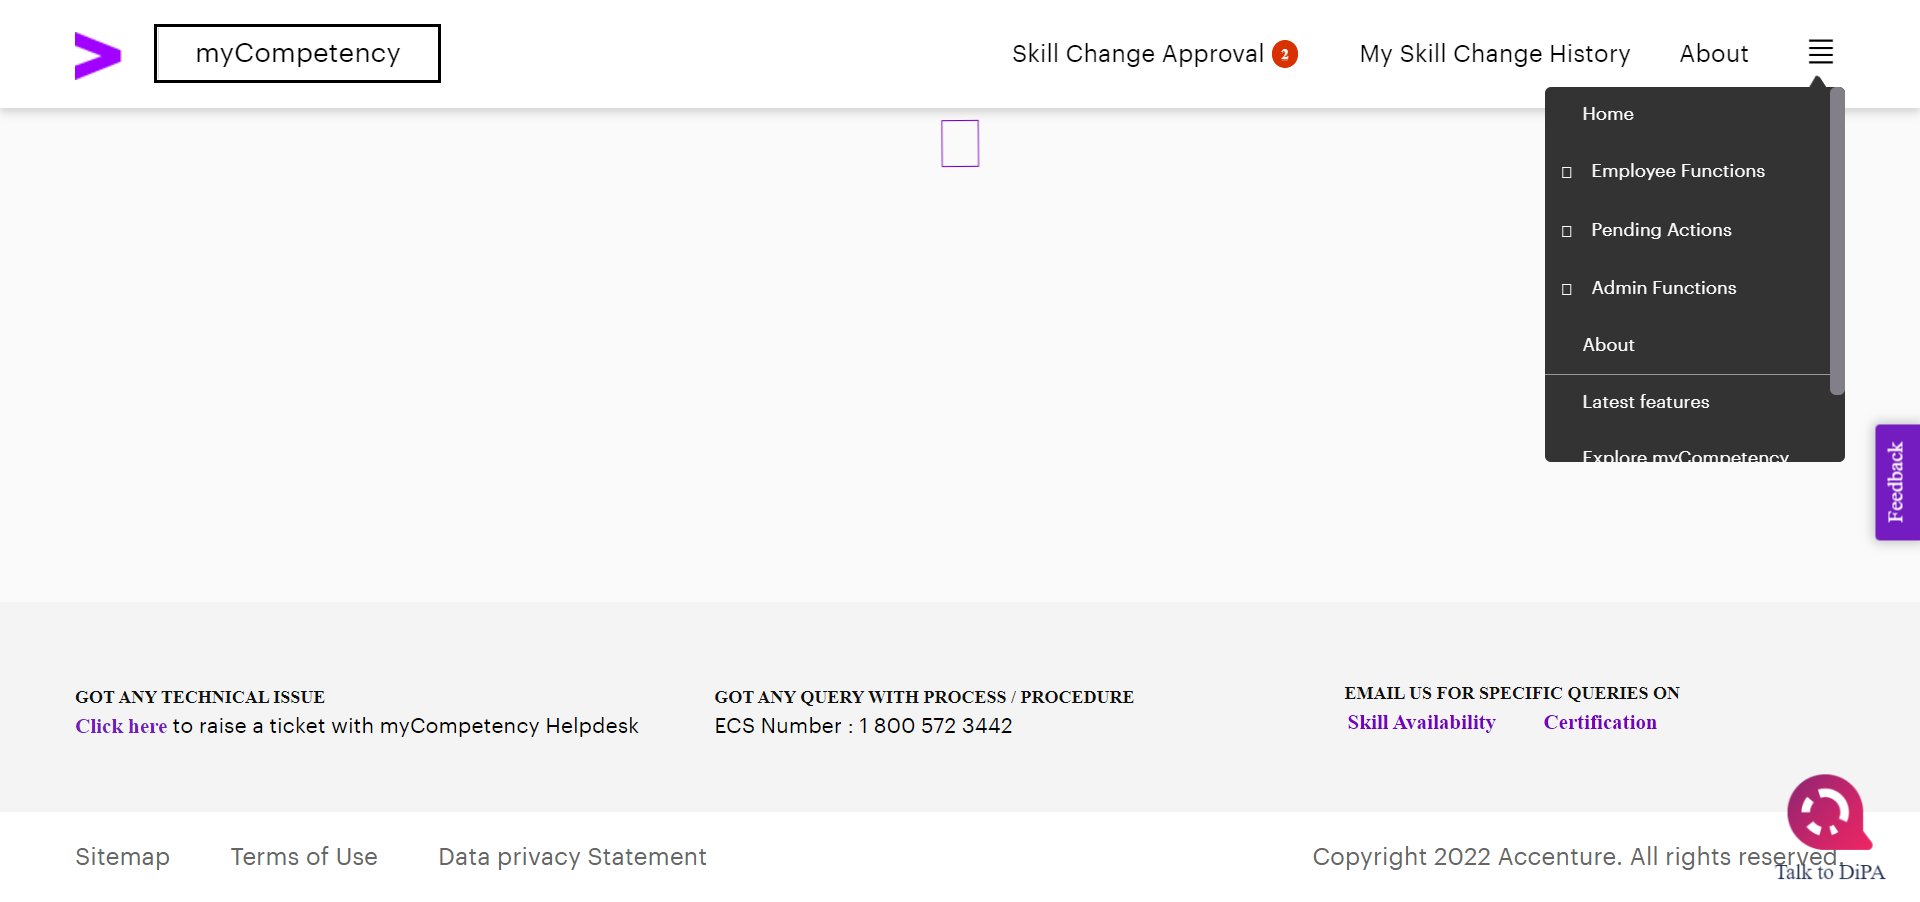 myCompetency
Skill Change Approval 2
My Skill Change History
About
Home
Employee Functions
Pending Actions
Admin Functions
About
Latest features
Explore myCompetency
Feedback
GOT ANY TECHNICAL ISSUE
Click here to raise a ticket with myCompetency Helpdesk
GOT ANY QUERY WITH PROCESS / PROCEDURE
ECS Number : 1 800 572 3442
EMAIL US FOR SPECIFIC QUERIES ON
Skill Availability Certification
Sitemap Terms of Use Data privacy Statement
Copyright 2022 Accenture. All rights reserved.
Talk to DiPA